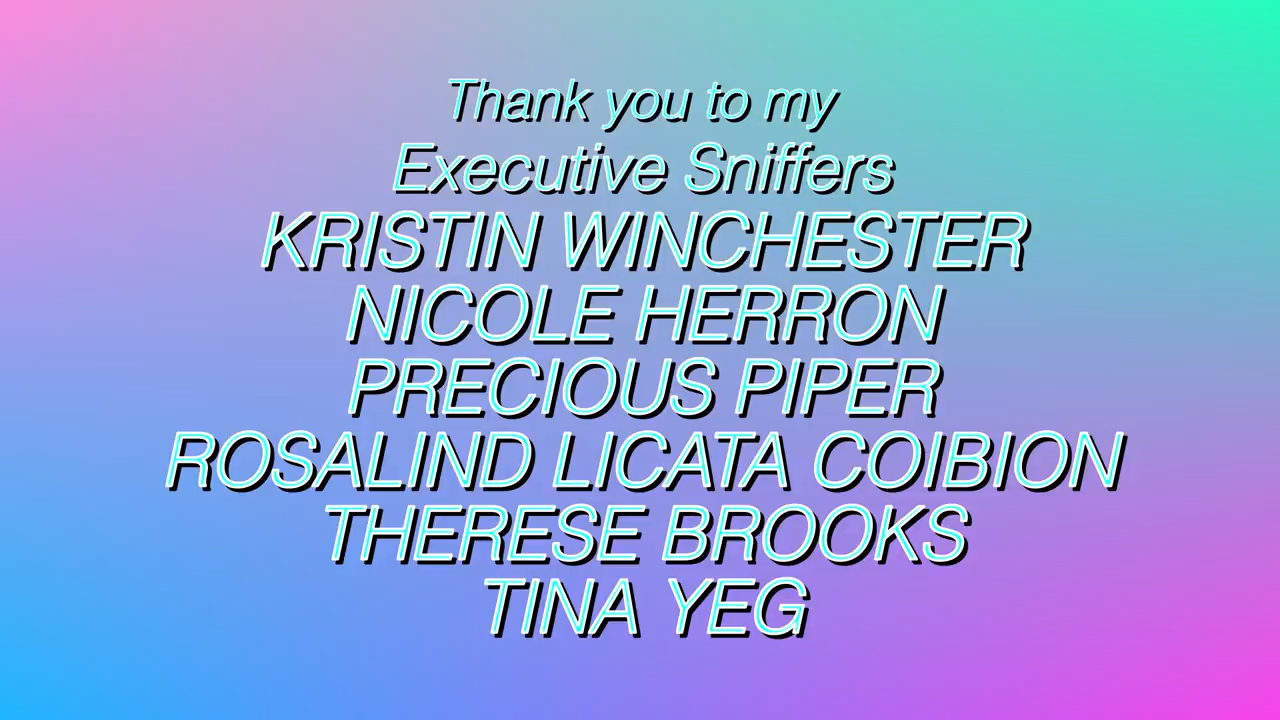 Thank you to my
Executive Sniffers
KRISTIN WINCHESTER
NICOLE HERRON
PRECIOUS PIPER
ROSALIND LICATA COIBION
THERESE BROOKS
TINA YEG